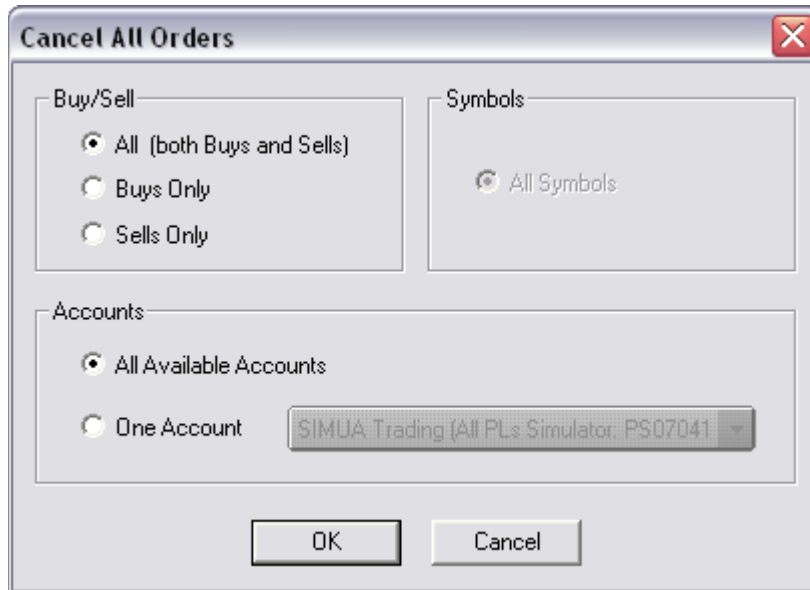 Cancel All Orders
Buy/Sell
All (both Buys and Sells)
Buys Only
Sells Only
Symbols
All Symbols
Accounts
All Available Accounts
One Account
SIMUA Trading (All PLs Simulator: PS07041
OK
Cancel